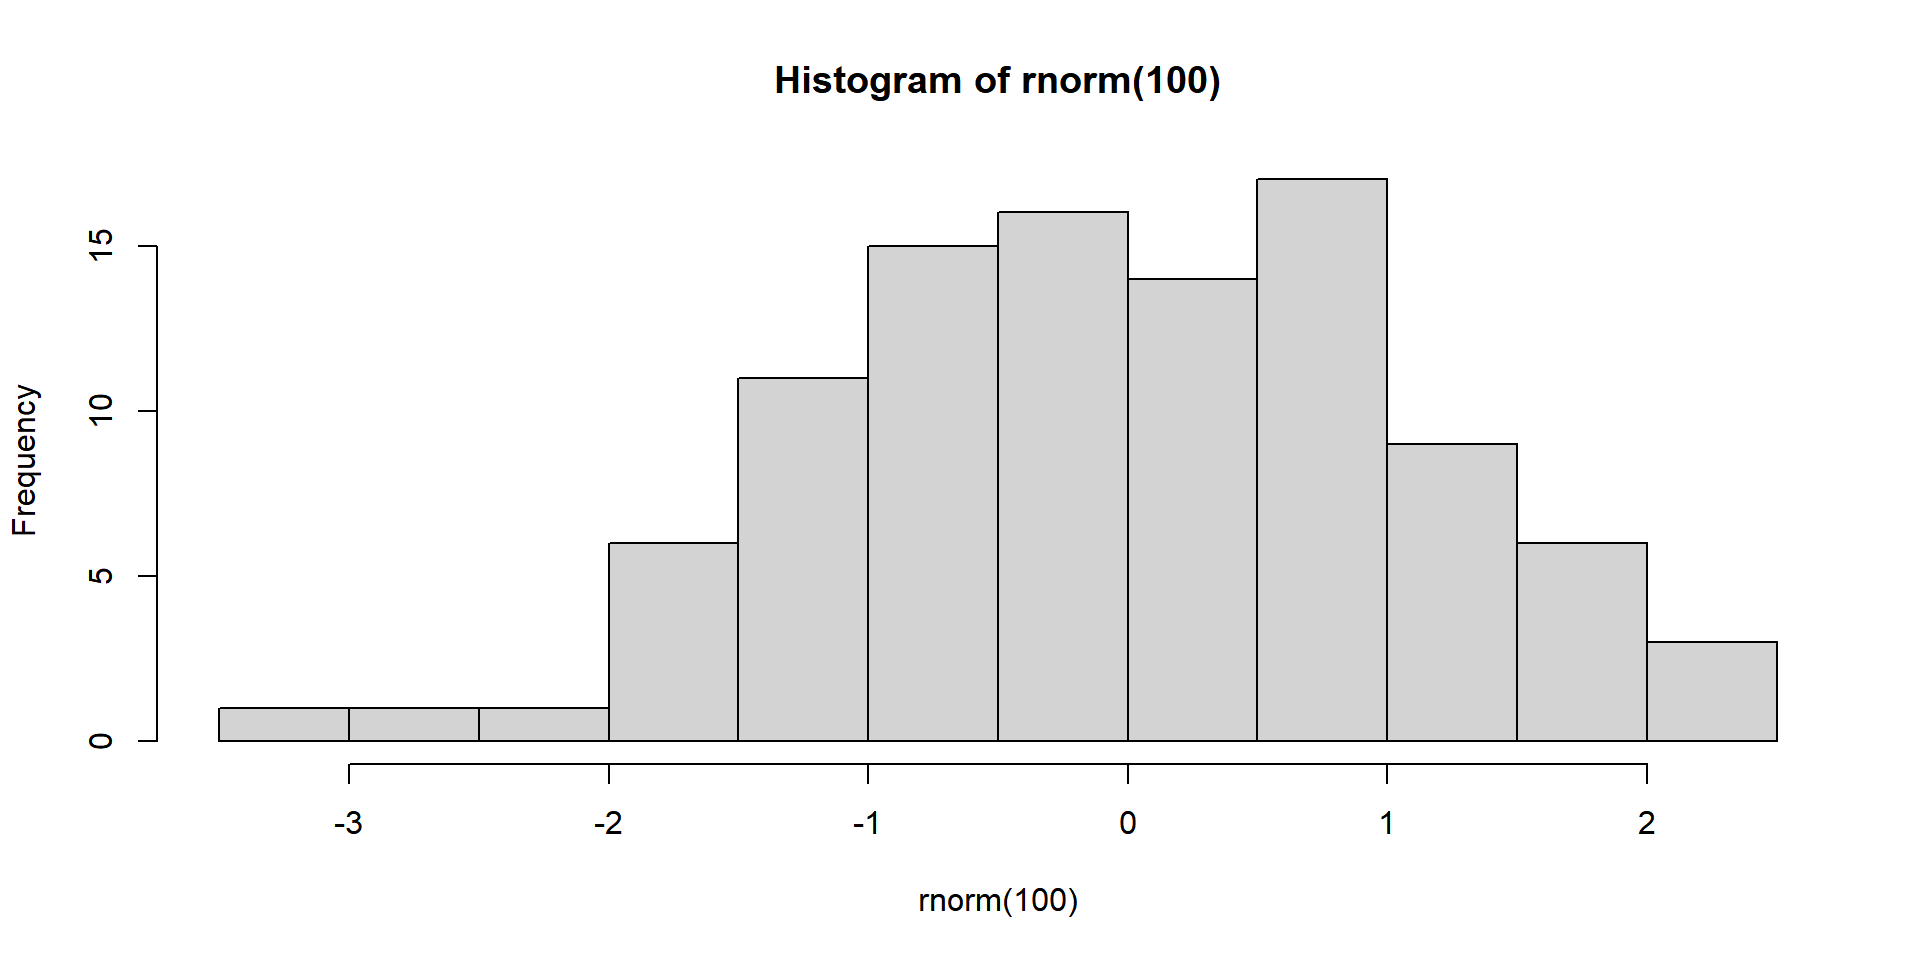 Histogram of rnorm(100)
Frequency
15
10
5
0
-3 -2 -1 0 1 2
rnorm(100)